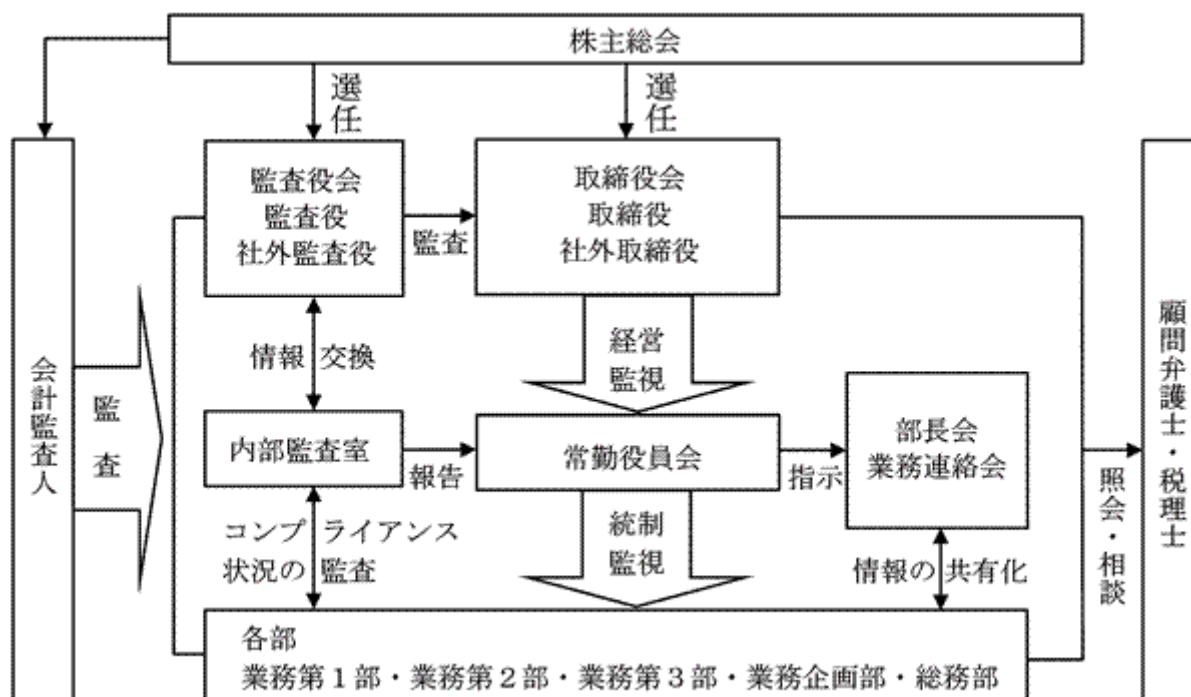 株主総会
選任
選任
監査役会
監査役
社外監査役
監査
取締役会
取締役
社外取締役
会計監査人
監査
情報 交換
経営
監視
内部監査室
報告
常勤役員会
指示
部長会
業務連絡会
顧問弁護士・税理士
照会・相談
コンプ ライアンス
状況の 監査
統制
監視
情報の 共有化
各部
業務第1部・業務第2部・業務第3部・業務企画部・総務部